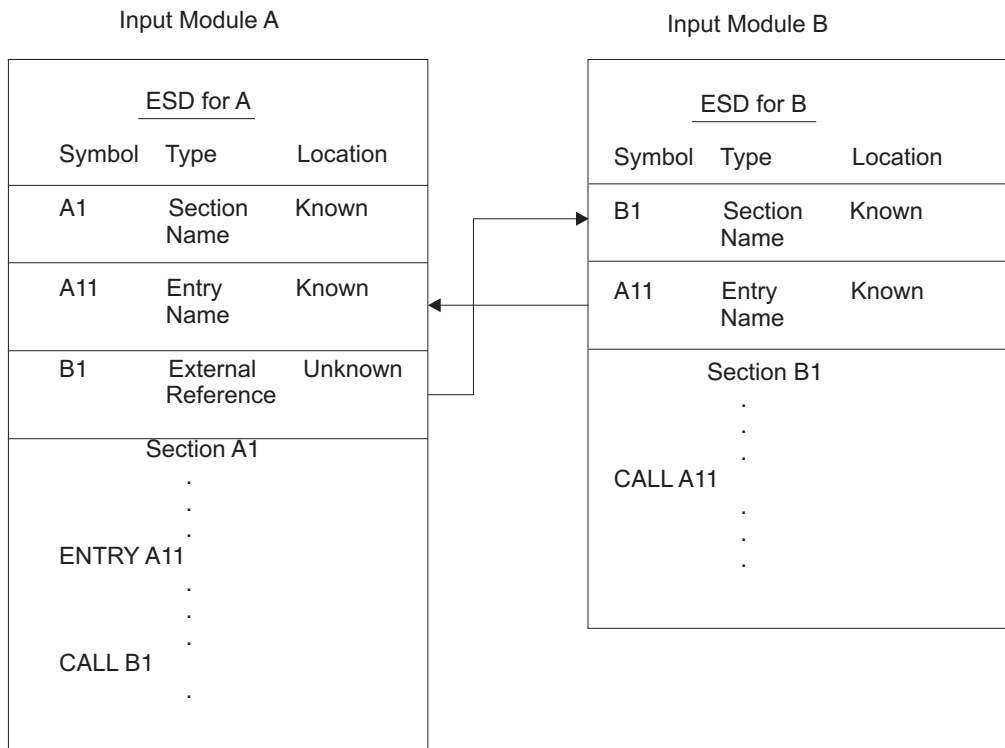 Input Module A
ESD for A
Symbol Type Location
A1 Section Name Known
A11 Entry Name Known
B1 External Reference Unknown
Section A1
.
.
.
ENTRY A11
.
.
.
CALL B1
.
Input Module B
ESD for B
Symbol Type Location
B1 Section Name Known
A11 Entry Name Known
Section B1
.
.
.
CALL A11
.
.
.